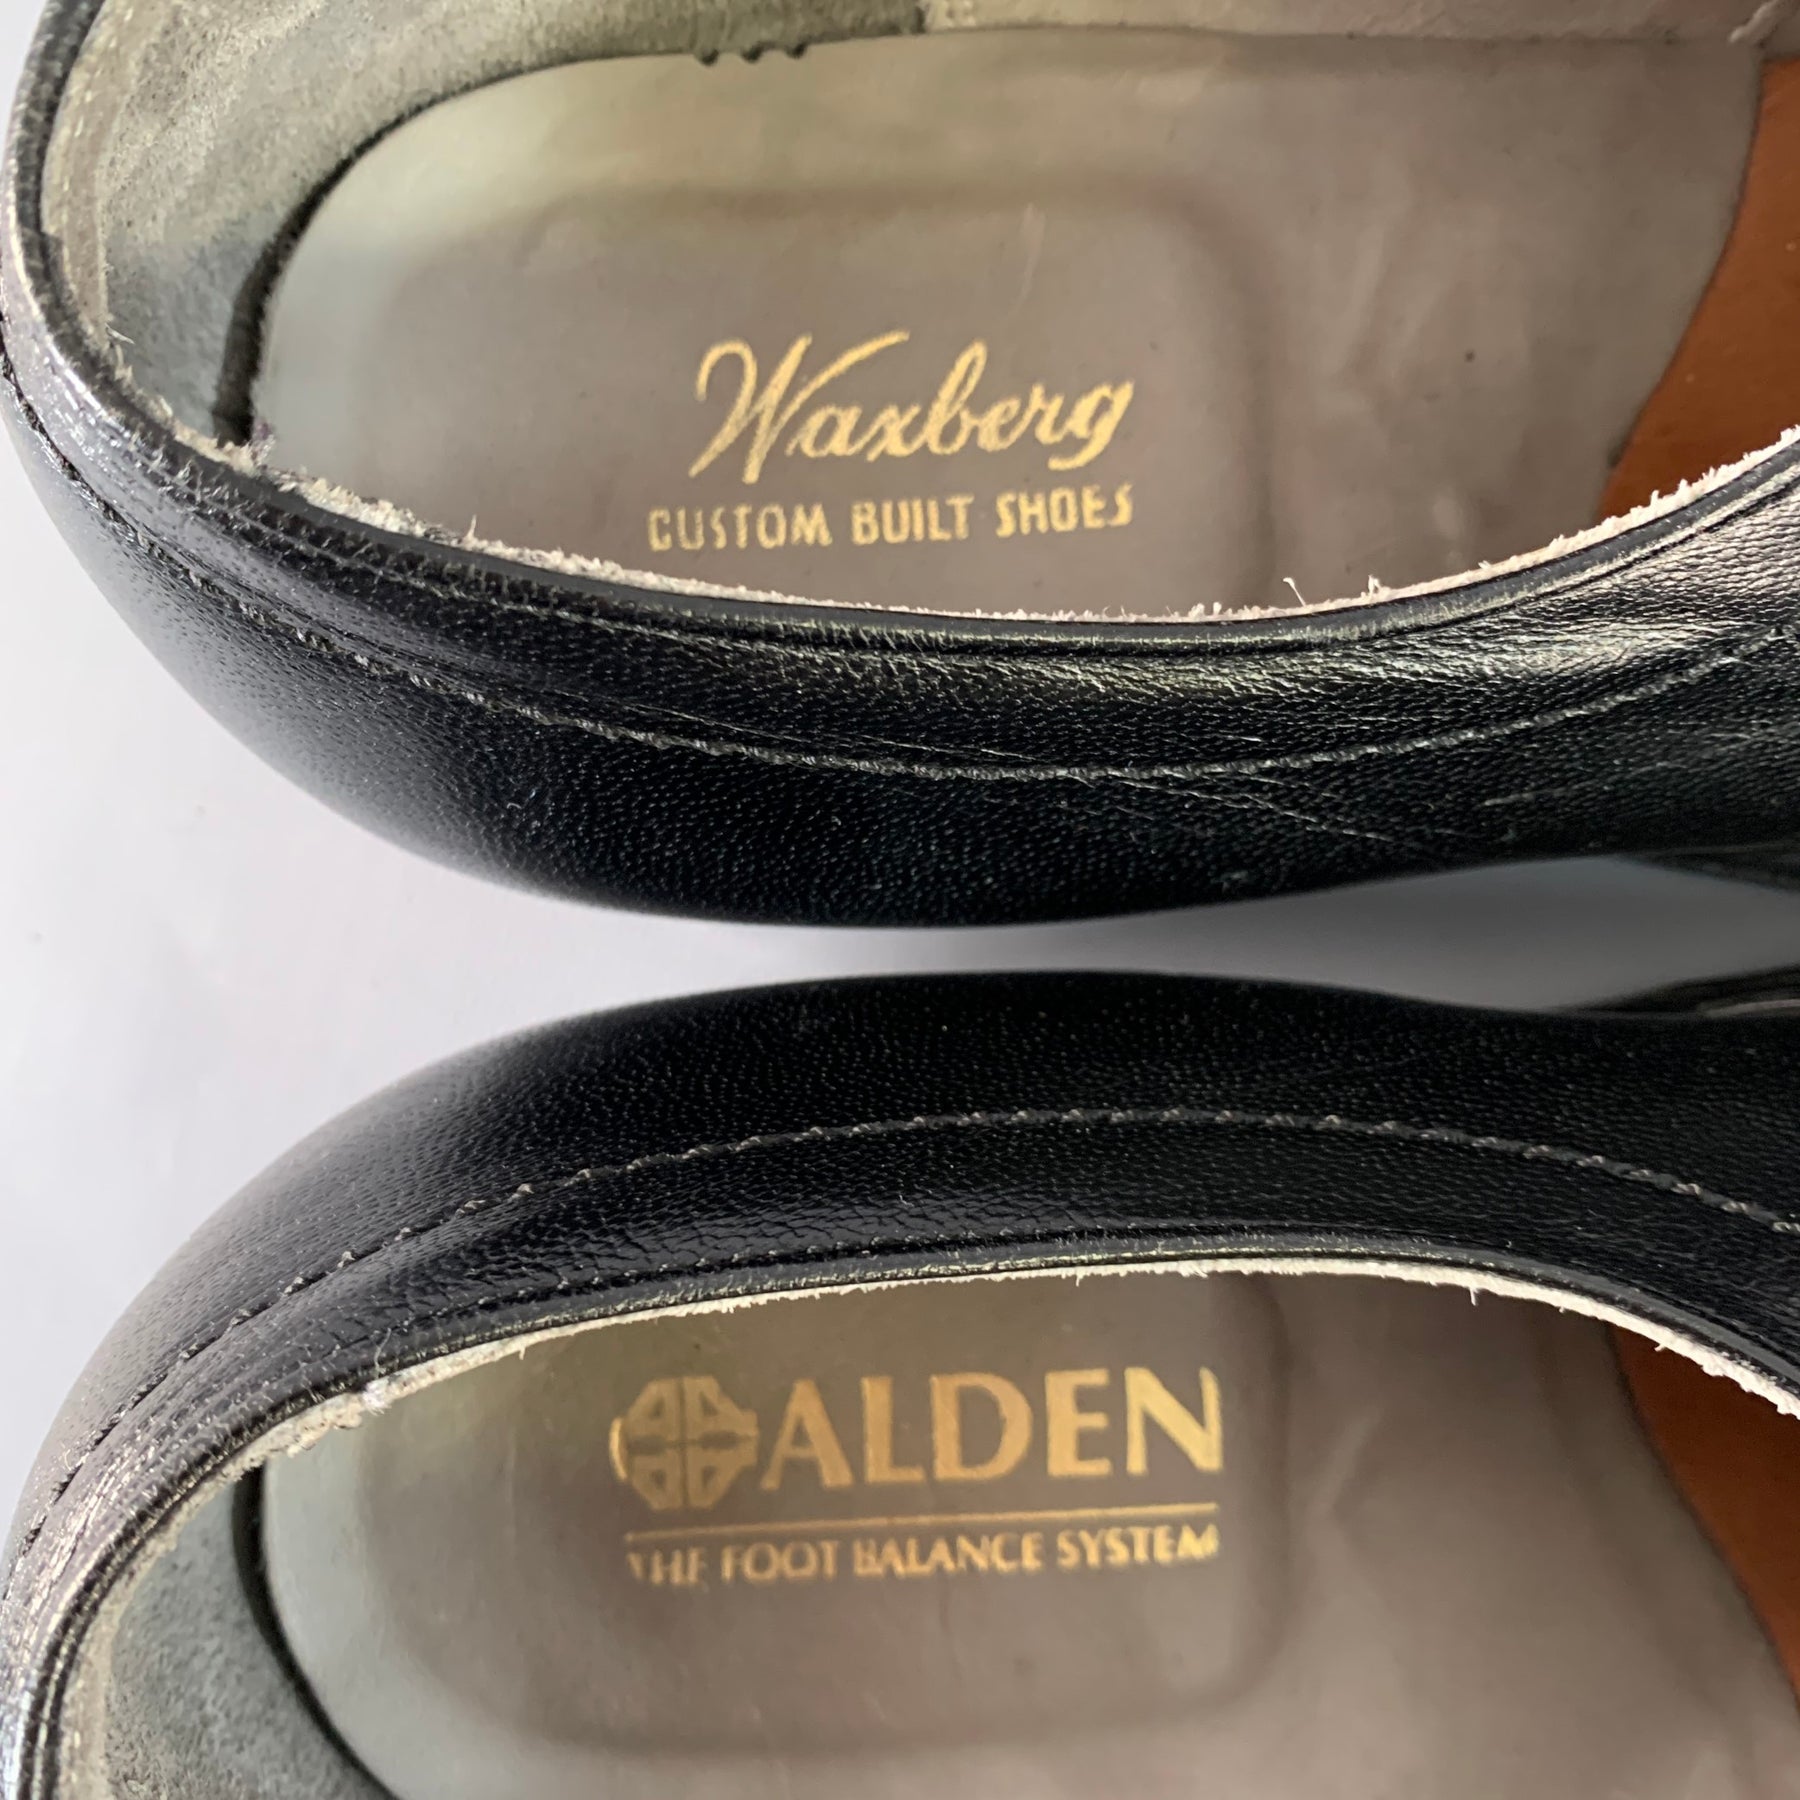 Waxberg
CUSTOM BUILT SHOES
ALDEN
THE FOOT BALANCE SYSTEM